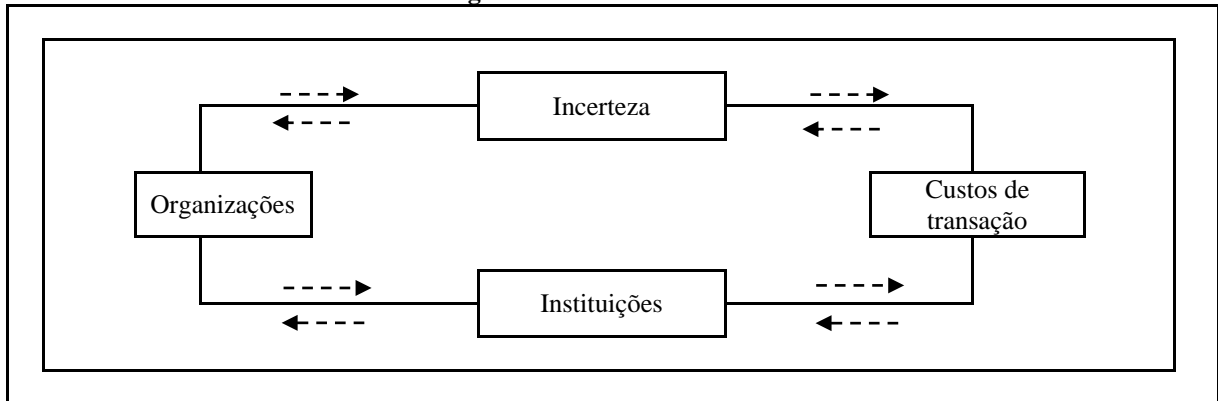 Incerteza
Organizações
Custos de
transação
Instituições